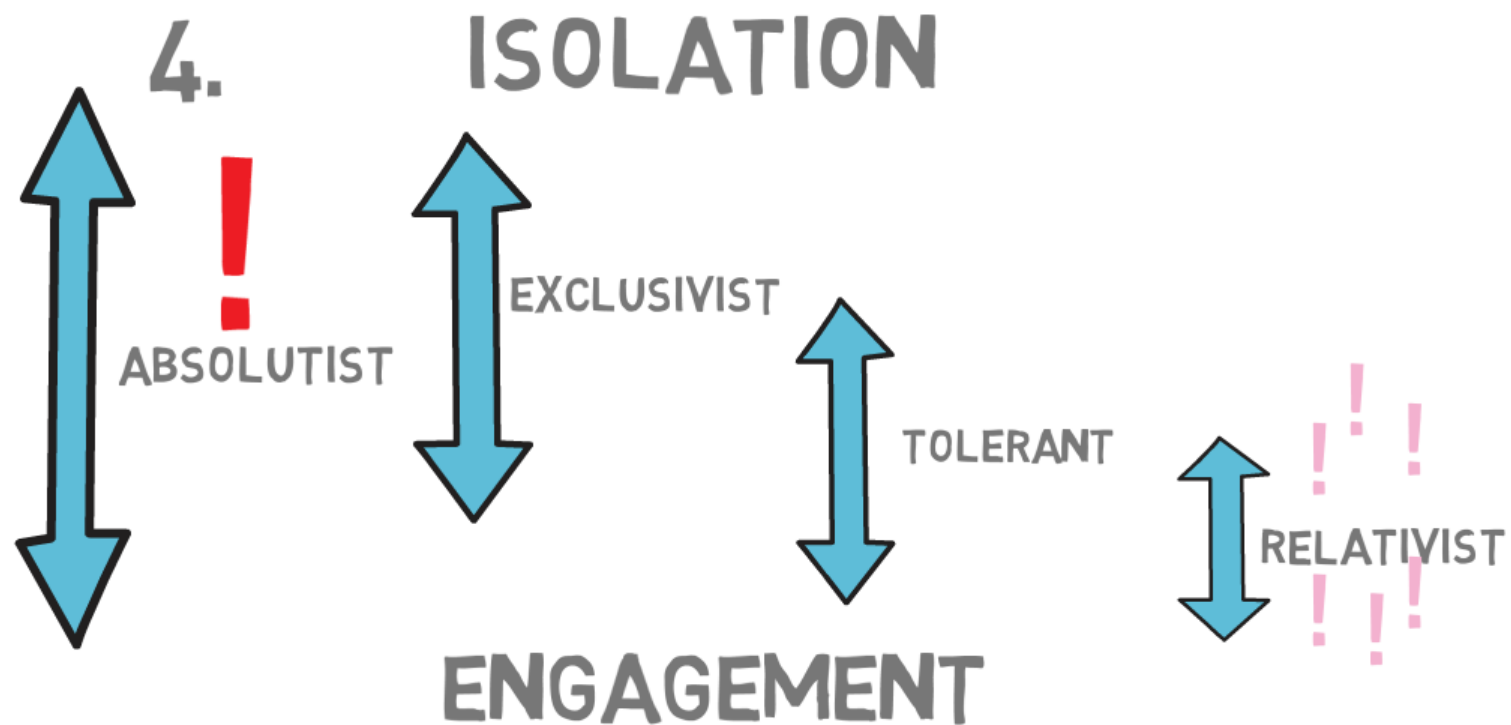 4.
ISOLATION
!
EXCLUSIVIST
ABSOLUTIST
TOLERANT
! ! !
RELATIVIST
! ! !
ENGAGEMENT